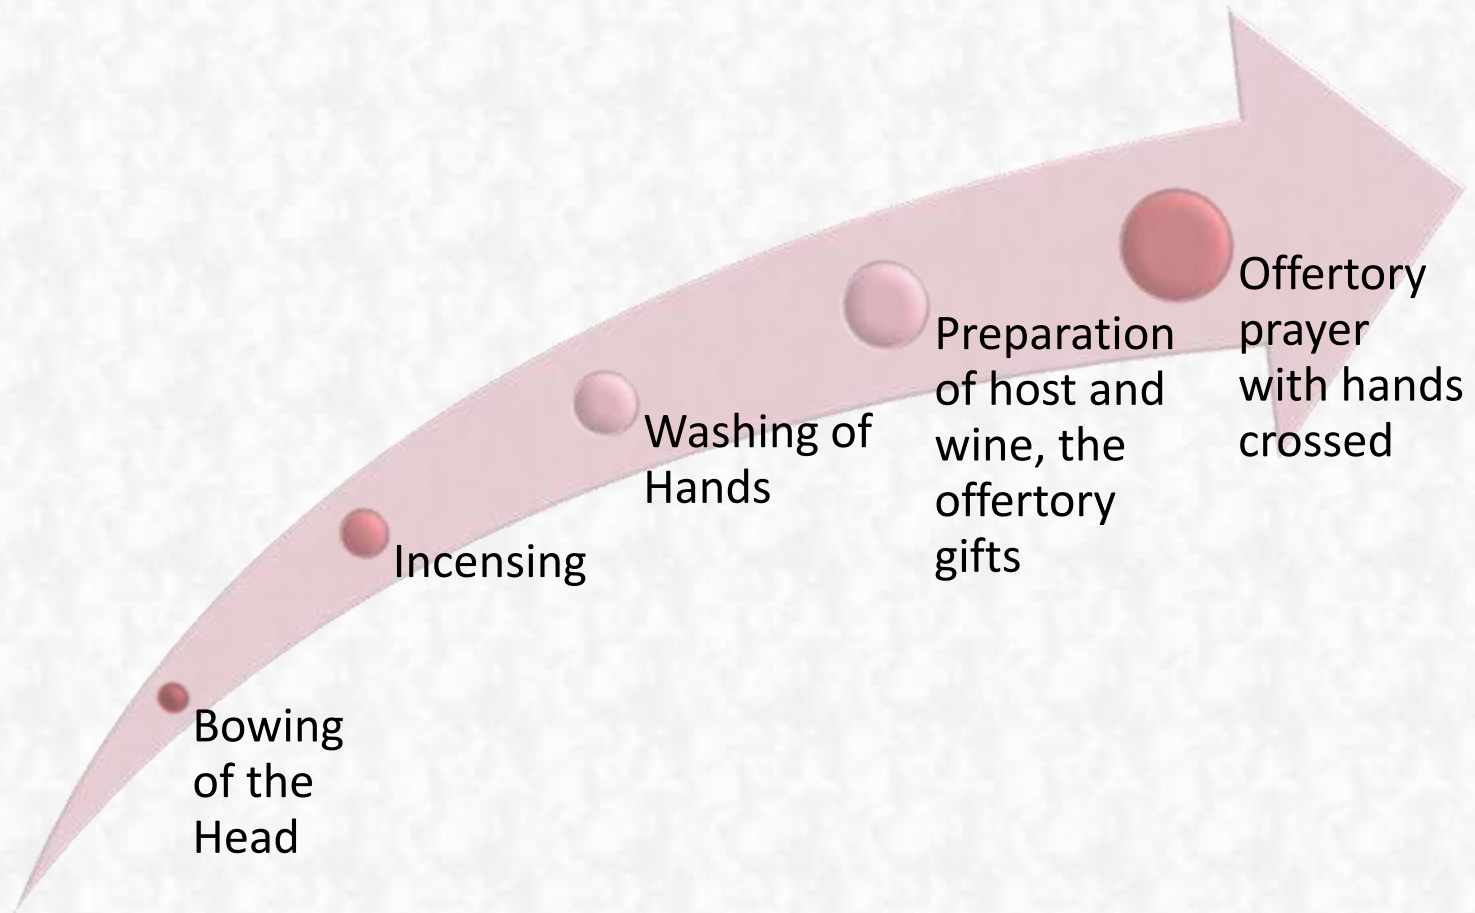 Bowing
of the
Head
Incensing
Washing of
Hands
Preparation
of host and
wine, the
offertory
gifts
Offertory
prayer
with hands
crossed